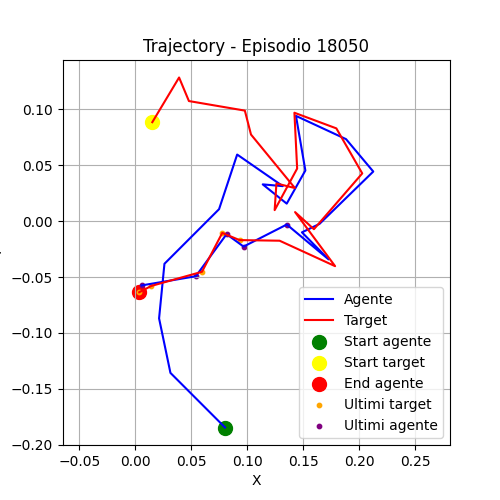 Trajectory - Episodio 18050
0.10
0.05
0.00
−0.05
−0.10
−0.15
−0.20
−0.05
0.00
0.05
0.10
0.15
0.20
0.25
X
Agente
Target
Start agente
Start target
End agente
Ultimi target
Ultimi agente